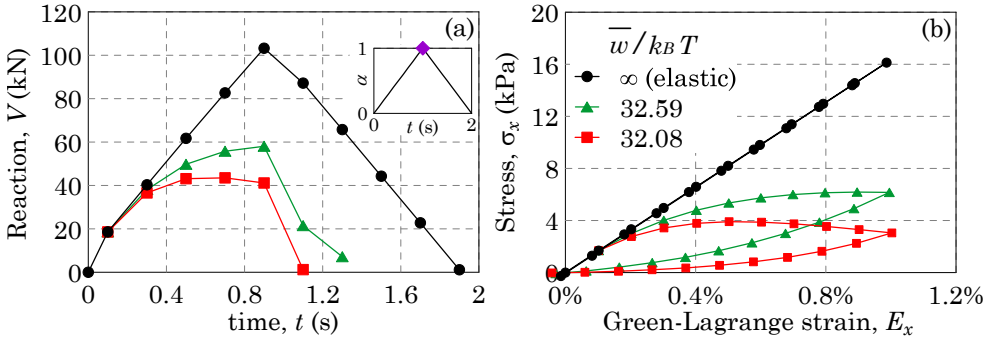 (a)
Reaction, V (kN)
120
100
80
60
40
20
0
0
0.4
0.8
1.2
1.6
2
time, t (s)
1
α
0
0
t (s)
2
(b)
Stress, σx (kPa)
20
16
12
8
4
0
0%
0.4%
0.8%
1.2%
Green-Lagrange strain, Ex
w̅/kBT
∞ (elastic)
32.59
32.08